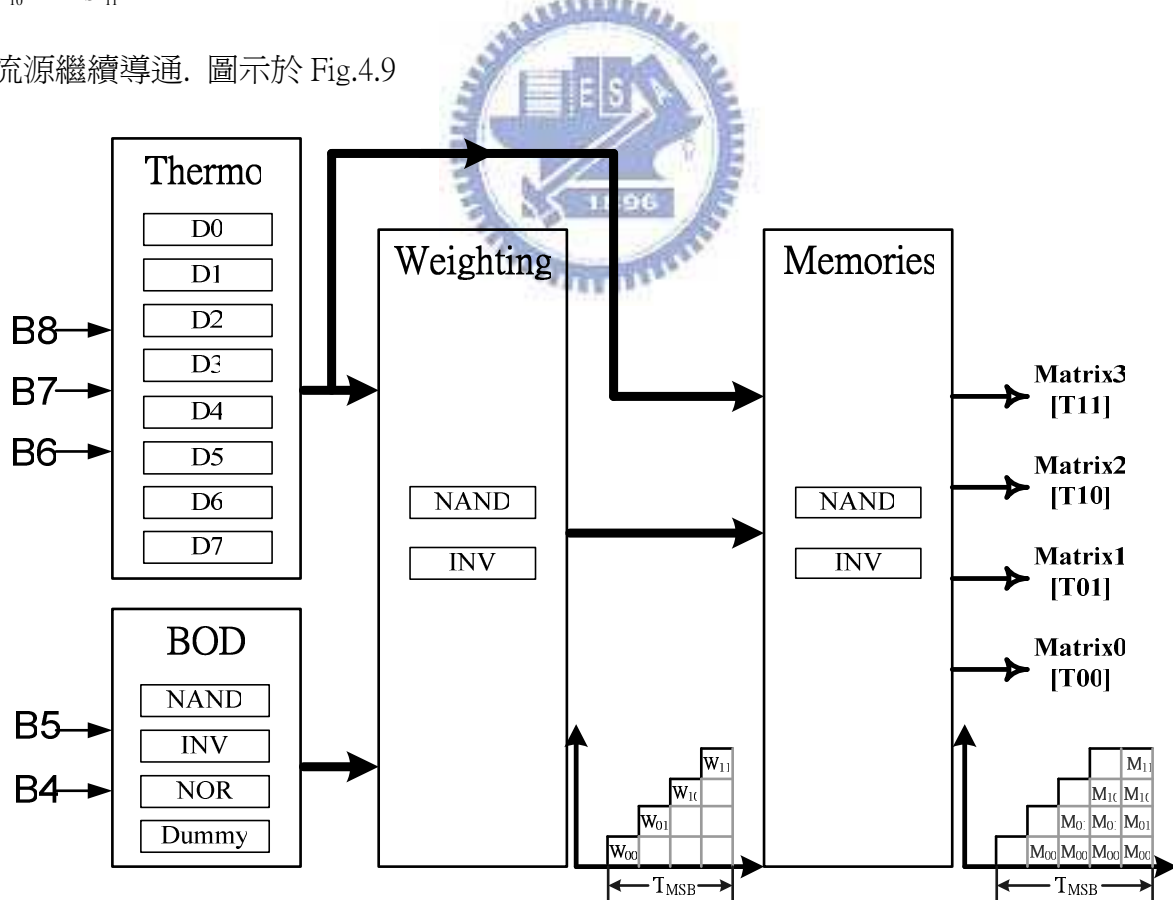 流源繼續導通. 圖示於 Fig.4.9
E S
1896
Thermo
D0
D1
D2
D3
D4
D5
D6
D7
B8
B7
B6
BOD
NAND
INV
NOR
Dummy
B5
B4
Weighting
NAND
INV
Memories
NAND
INV
Matrix3
[T11]
Matrix2
[T10]
Matrix1
[T01]
Matrix0
[T00]
W11
W10
W01
W00
TMSB
M11
M10 M10
M01 M01 M01
M00 M00 M00 M00
TMSB